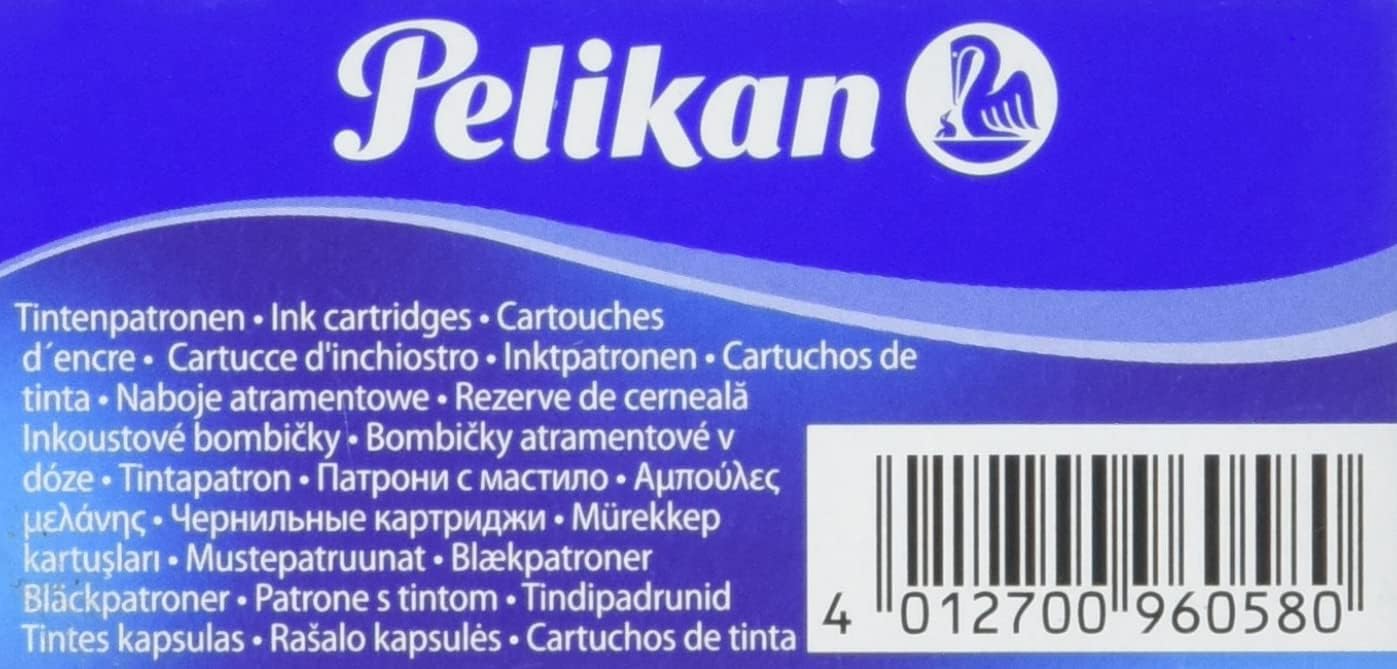 Pelikan
Tintenpatronen • Ink cartridges • Cartouches
d´encre • Cartucce d'inchiostro • Inktpatronen • Cartuchos de
tinta • Naboje atramentowe • Rezerve de cerneală
Inkoustové bombičky • Bombičky atramentové v
dóze • Tintapatron • Патрони с мастило • Αμπούλες
μελάνης • Чернильные картриджи • Mürekkep
kartuşları • Mustepatruunat • Blækpatroner
Bläckpatroner • Patrone s tintom • Tindipadrunid
Tintes kapsulas • Rašalo kapsulės • Cartuchos de tinta
4 012700 960580